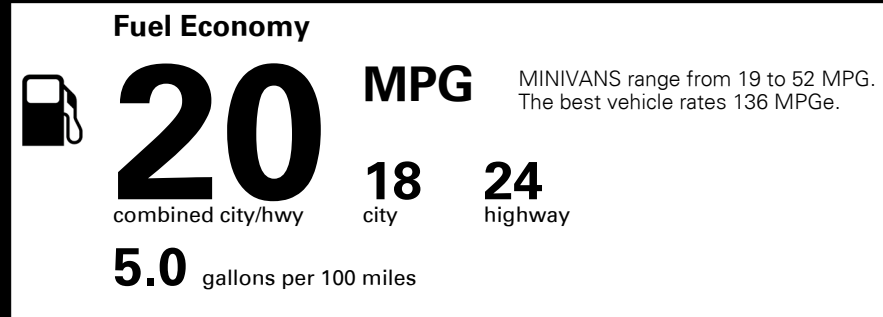 Fuel Economy
20
MPG
MINIVANS range from 19 to 52 MPG.
The best vehicle rates 136 MPGe.
combined city/hwy
18
city
24
highway
5.0 gallons per 100 miles